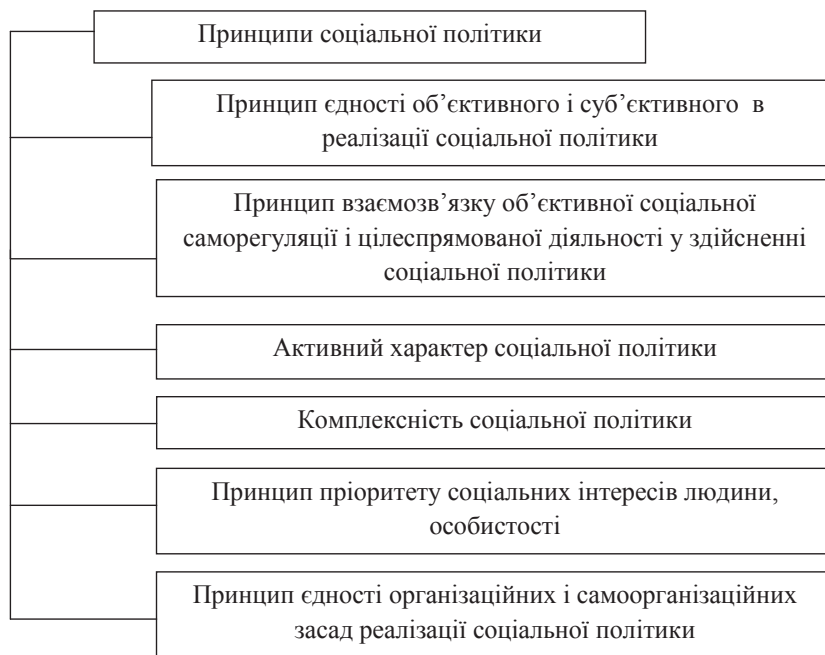 Принципи соціальної політики
Принцип єдності об’єктивного і суб’єктивного в
реалізації соціальної політики
Принцип взаємозв’язку об’єктивної соціальної
саморегуляції і цілеспрямованої діяльності у здійсненні
соціальної політики
Активний характер соціальної політики
Комплексність соціальної політики
Принцип пріоритету соціальних інтересів людини,
особистості
Принцип єдності організаційних і самоорганізаційних
засад реалізації соціальної політики